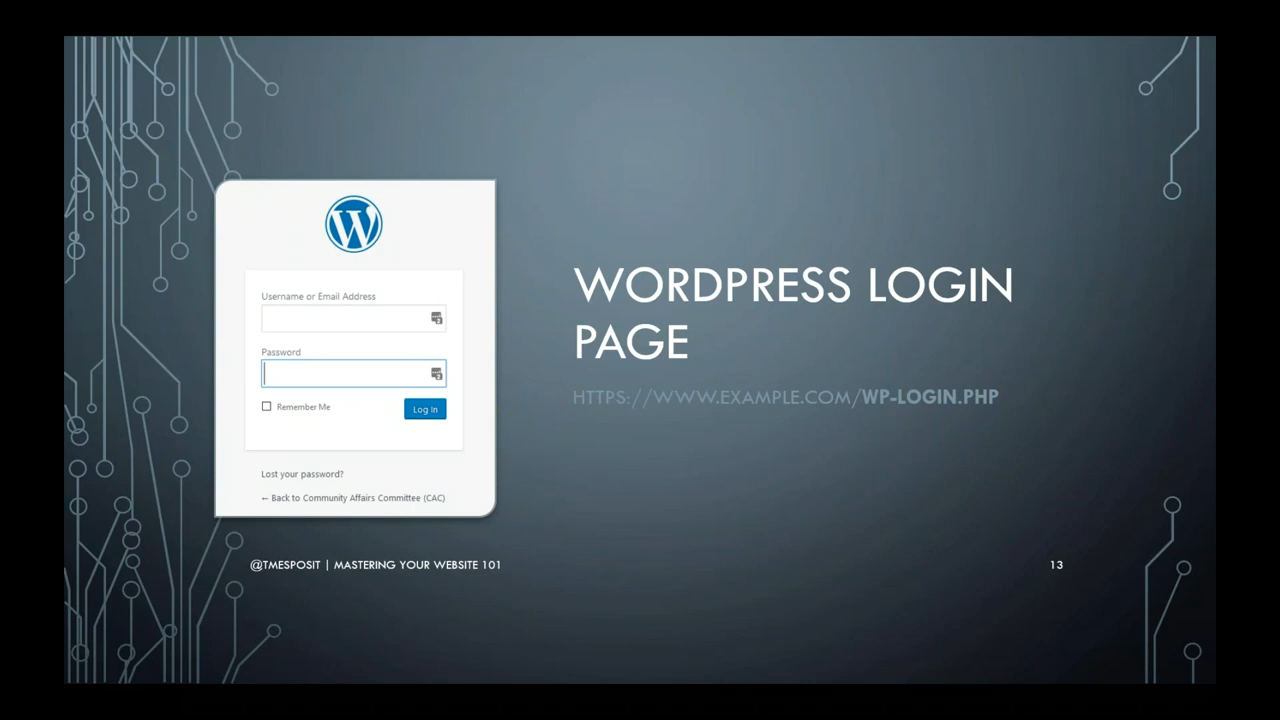 Username or Email Address
Password
Remember Me
Log In
Lost your password?
← Back to Community Affairs Committee (CAC)
WORDPRESS LOGIN
PAGE
HTTPS://WWW.EXAMPLE.COM/WP-LOGIN.PHP
@TMESPOSIT | MASTERING YOUR WEBSITE 101
13